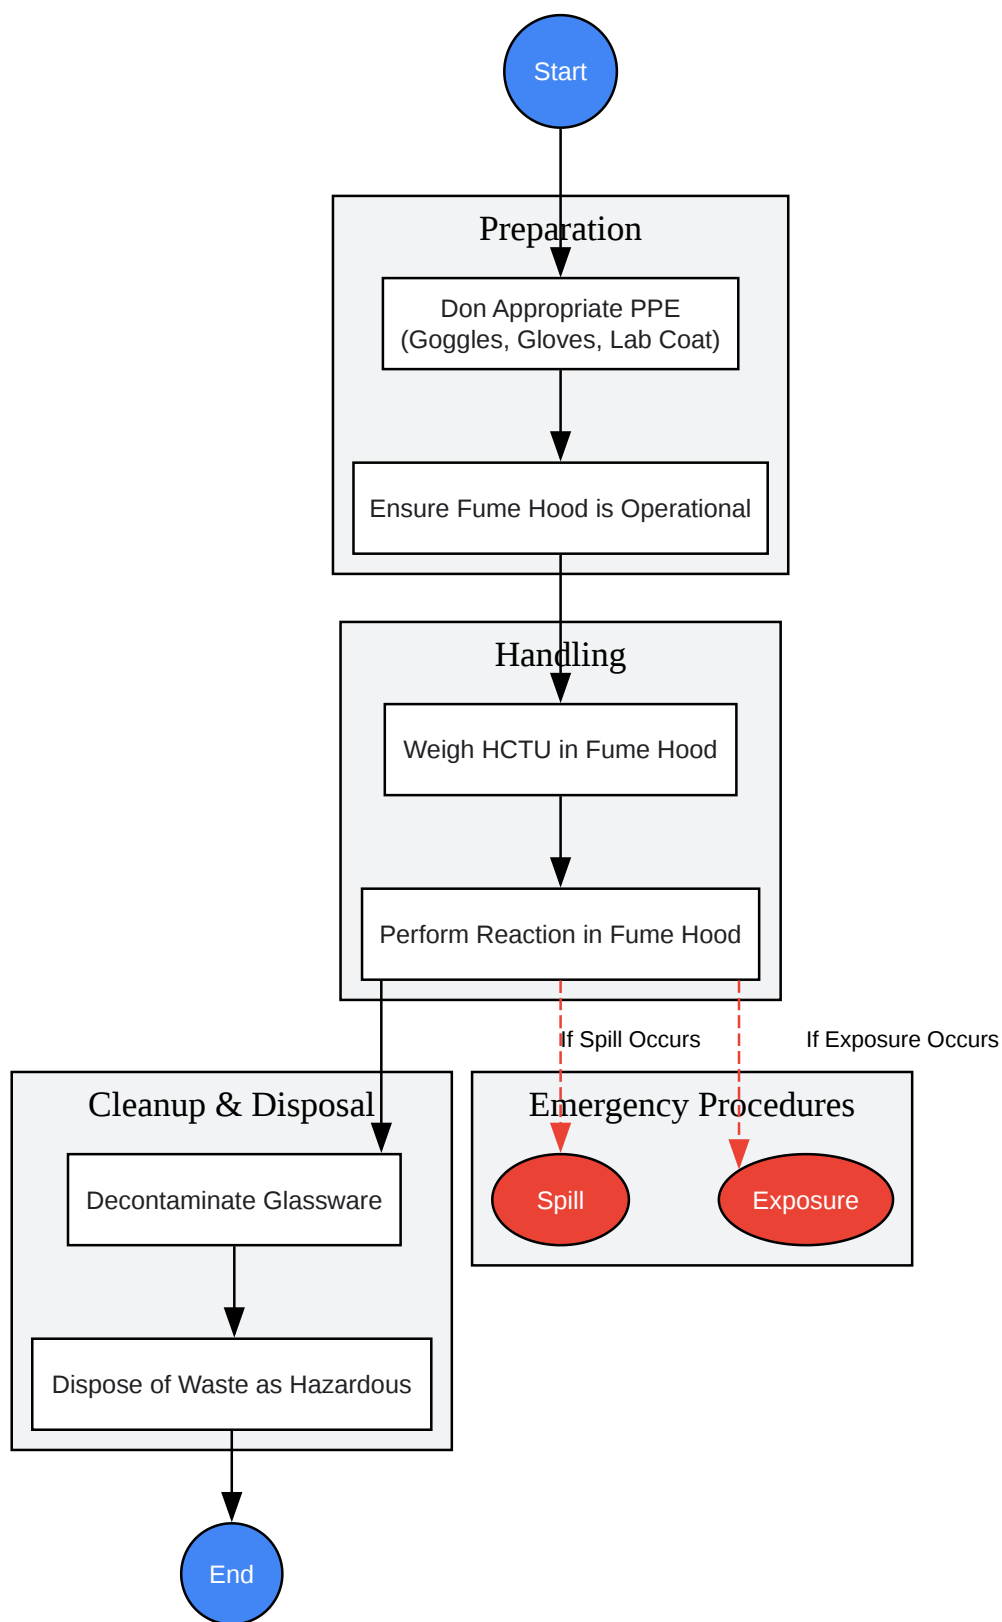 Start
Preparation
Don Appropriate PPE
(Goggles, Gloves, Lab Coat)
Ensure Fume Hood is Operational
Handling
Weigh HCTU in Fume Hood
Perform Reaction in Fume Hood
If Spill Occurs
If Exposure Occurs
Cleanup & Disposal
Emergency Procedures
Decontaminate Glassware
Spill
Exposure
Dispose of Waste as Hazardous
End